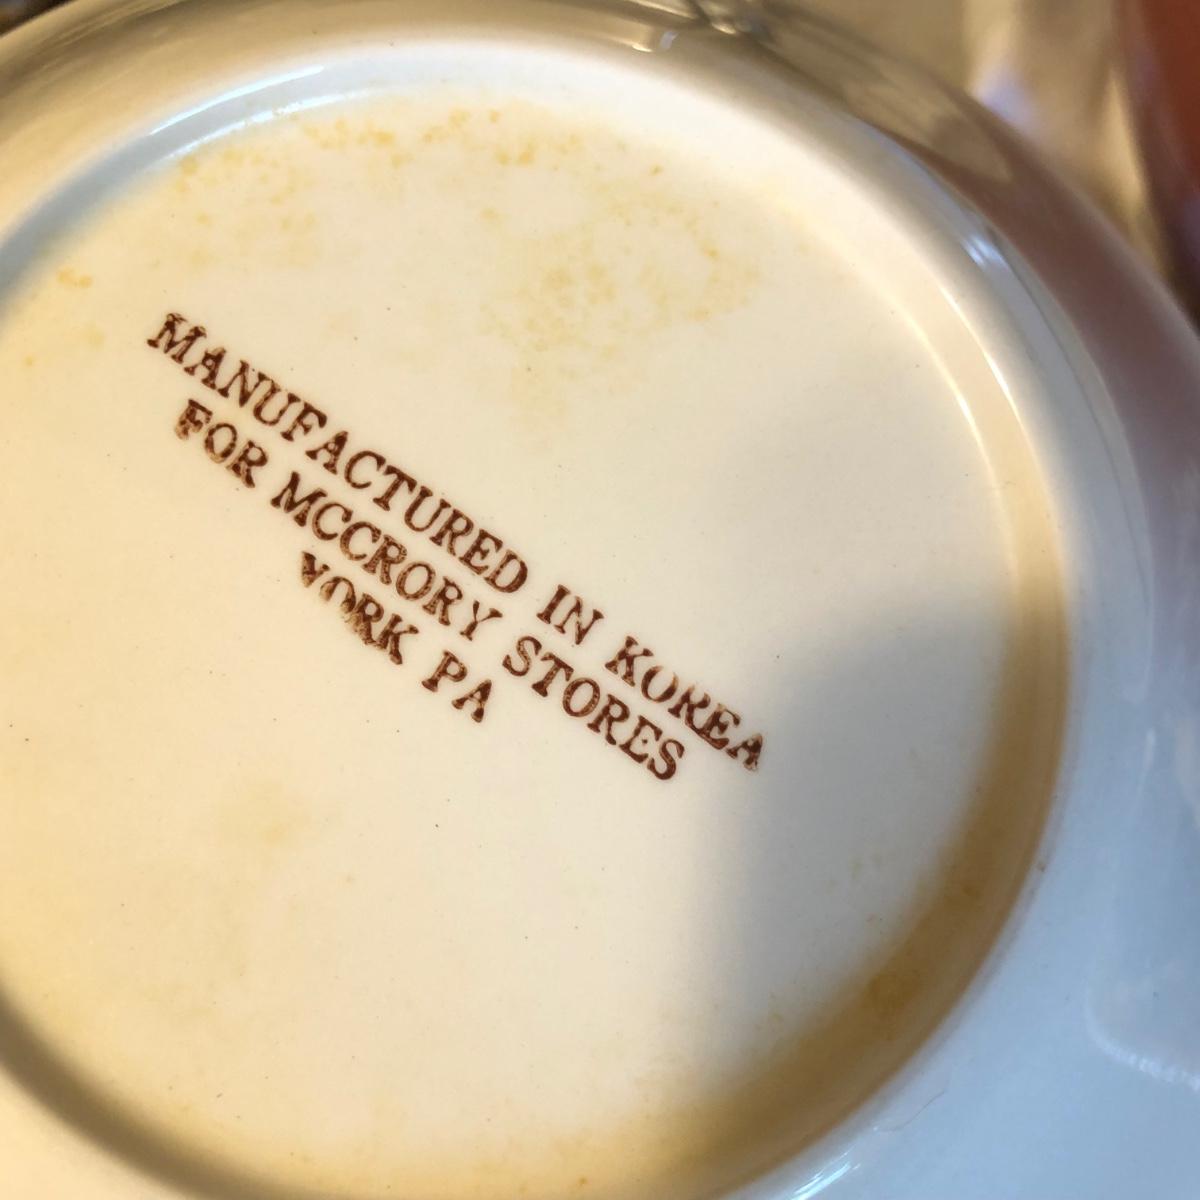 MANUFACTURED IN KOREA
FOR MCCRORY STORES
YORK PA